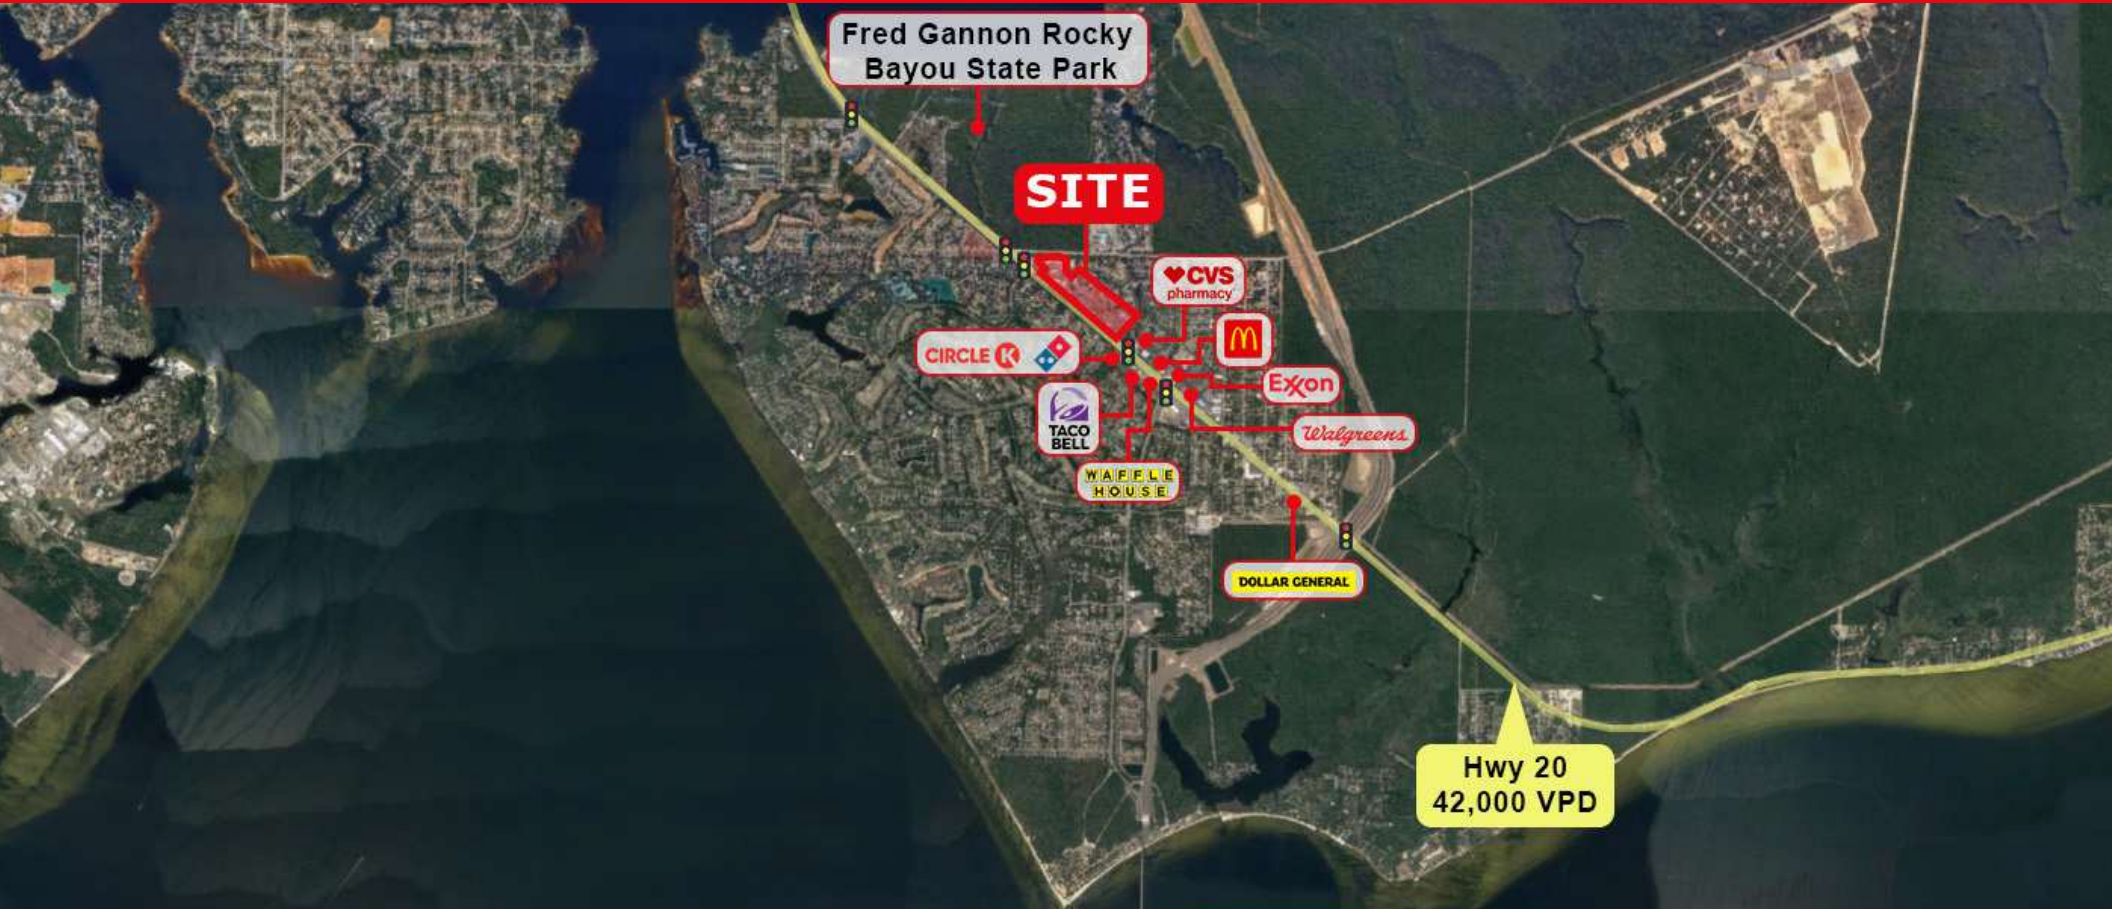 Fred Gannon Rocky
Bayou State Park
SITE
CVS
pharmacy
CIRCLE K
Exxon
TACO
BELL
Walgreens
WAFFLE
HOUSE
DOLLAR GENERAL
Hwy 20
42,000 VPD